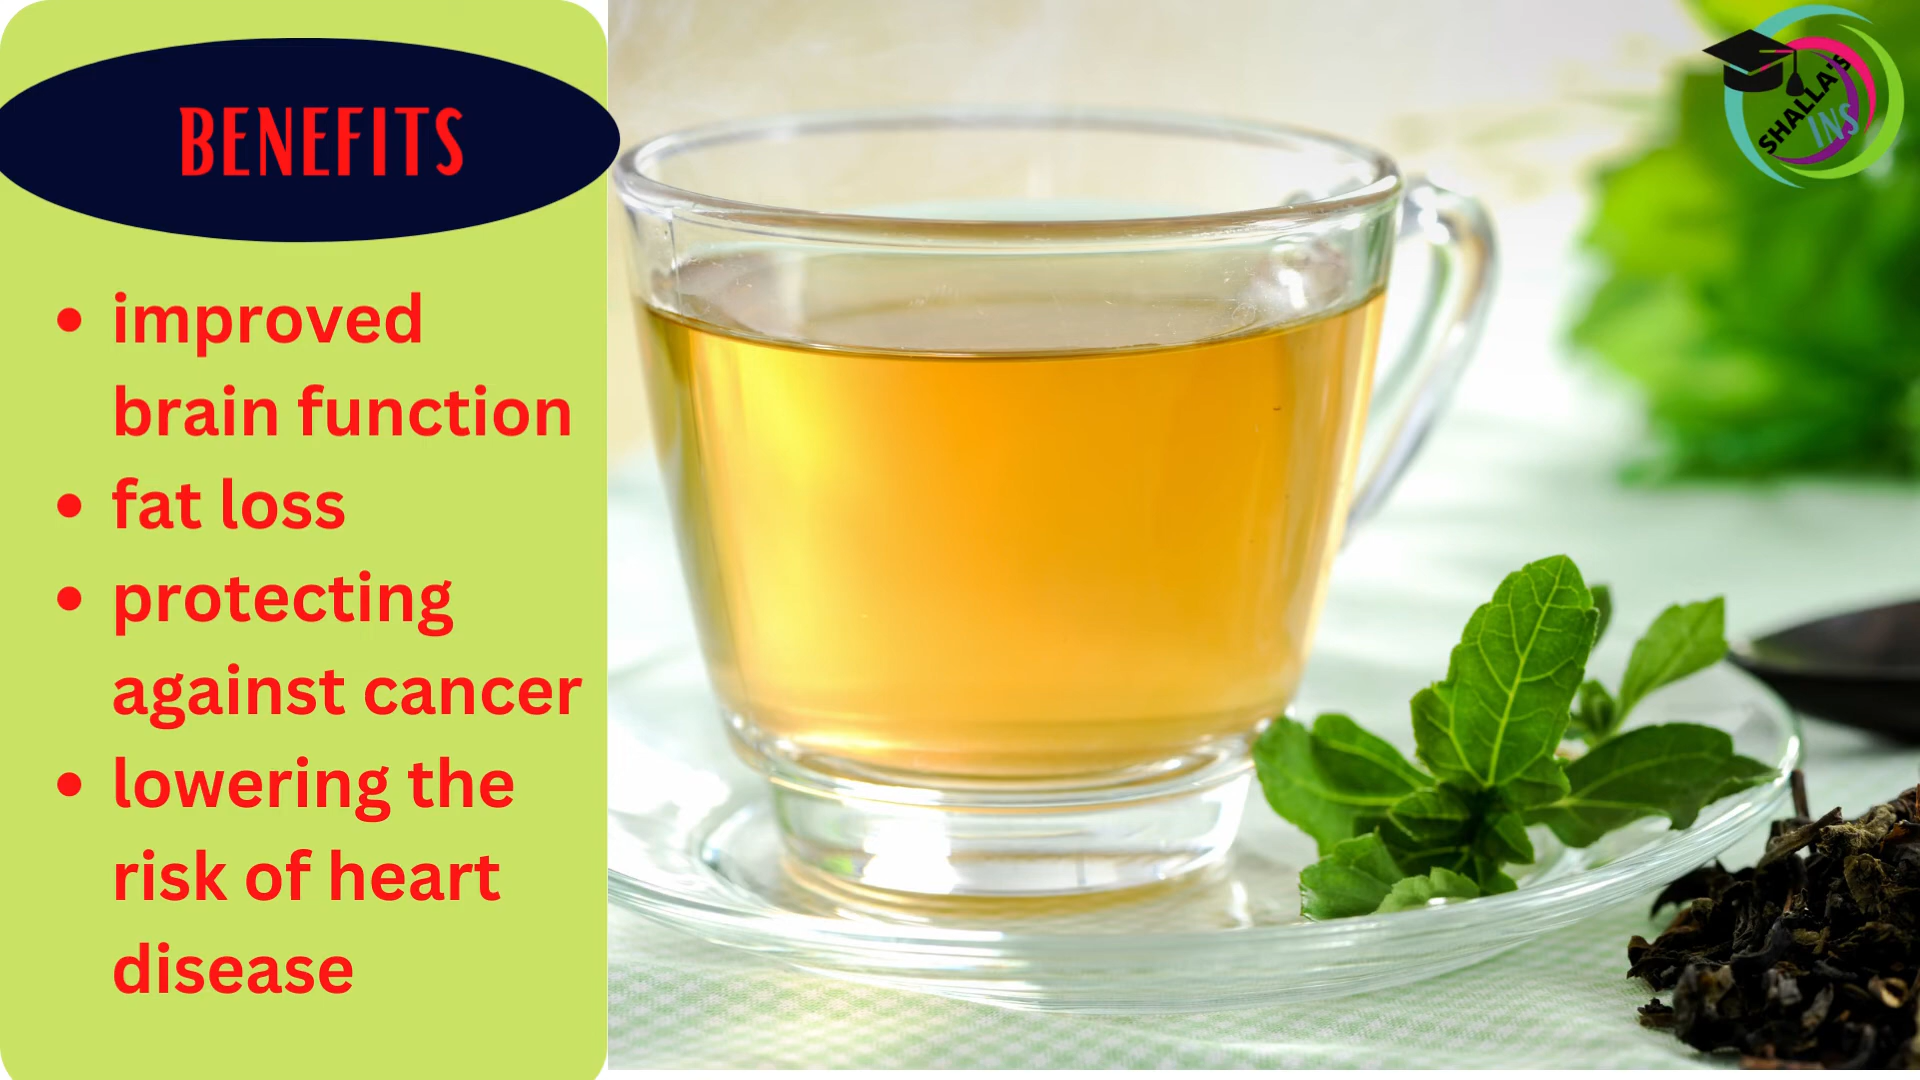 BENEFITS
SHALLA'S
INS
• improved
brain function
• fat loss
• protecting
against cancer
• lowering the
risk of heart
disease